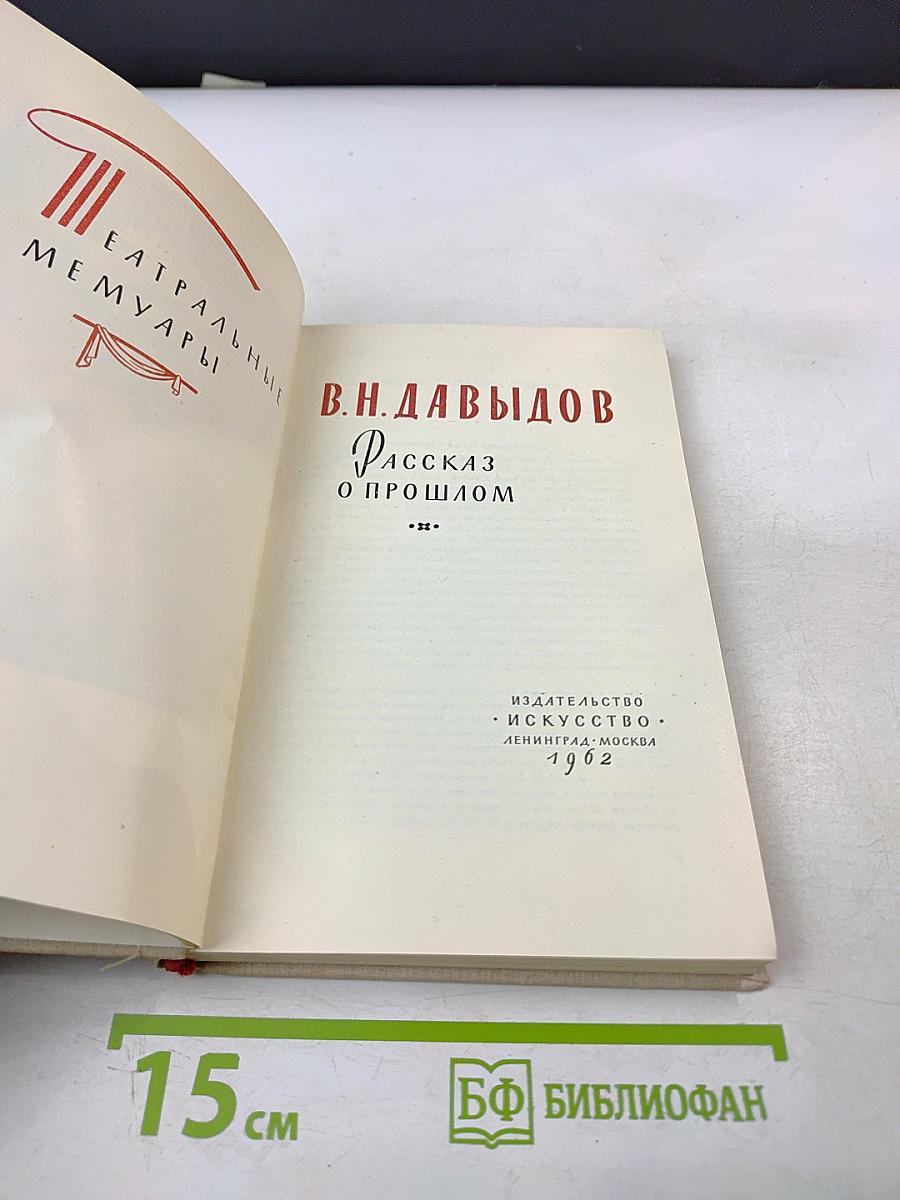 ТЕАТРАЛЬНЫЕ
МЕМУАРЫ
В.Н.ДАВЫДОВ
РАССКАЗ
О ПРОШЛОМ
ИЗДАТЕЛЬСТВО
• ИСКУССТВО •
ЛЕНИНГРАД • МОСКВА
1962
15 см
БФ БИБЛИОФАН